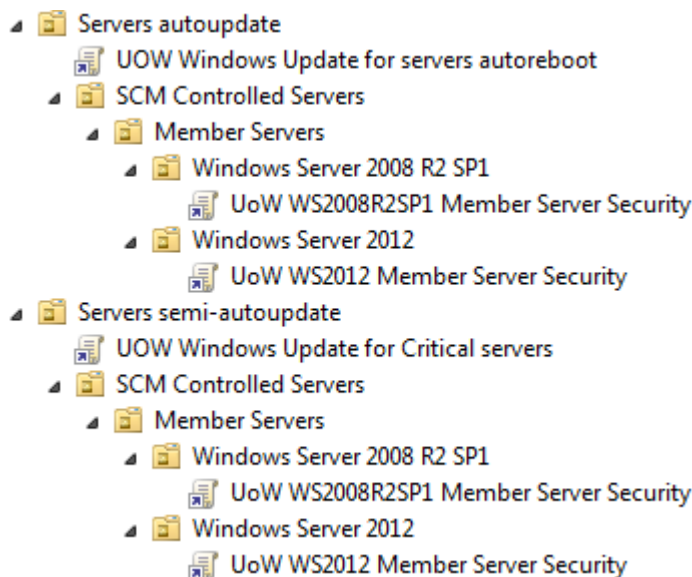 Servers autoupdate
UOW Windows Update for servers autoreboot
SCM Controlled Servers
Member Servers
Windows Server 2008 R2 SP1
UoW WS2008R2SP1 Member Server Security
Windows Server 2012
UoW WS2012 Member Server Security
Servers semi-autoupdate
UOW Windows Update for Critical servers
SCM Controlled Servers
Member Servers
Windows Server 2008 R2 SP1
UoW WS2008R2SP1 Member Server Security
Windows Server 2012
UoW WS2012 Member Server Security